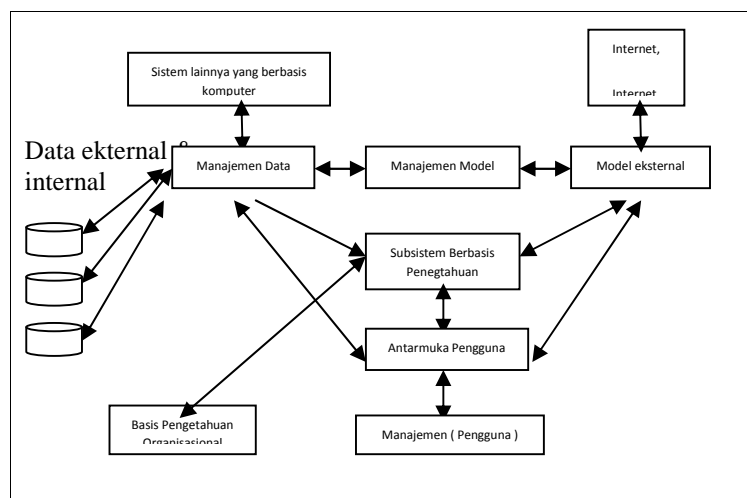 Internet,
Internet
Sistem lainnya yang berbasis
komputer
Data ekternal &
internal
Manajemen Data
Manajemen Model
Model eksternal
Subsistem Berbasis
Penegtahuan
Antarmuka Pengguna
Basis Pengetahuan
Organisasional
Manajemen ( Pengguna )